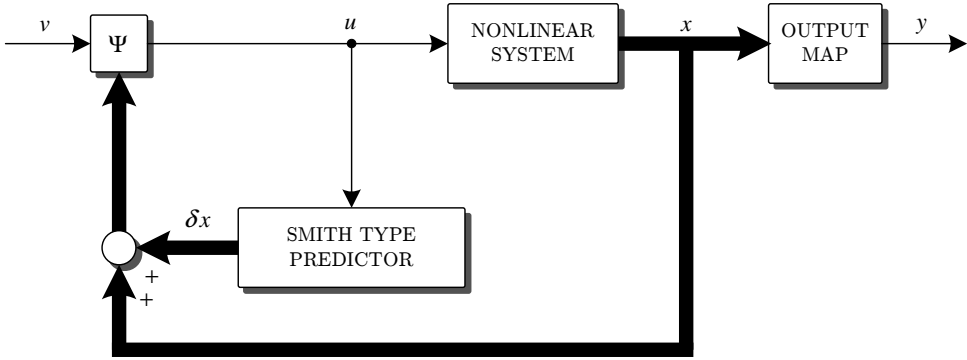 v
Ψ
u
NONLINEAR
SYSTEM
x
OUTPUT
MAP
y
δx
SMITH TYPE
PREDICTOR
+
+